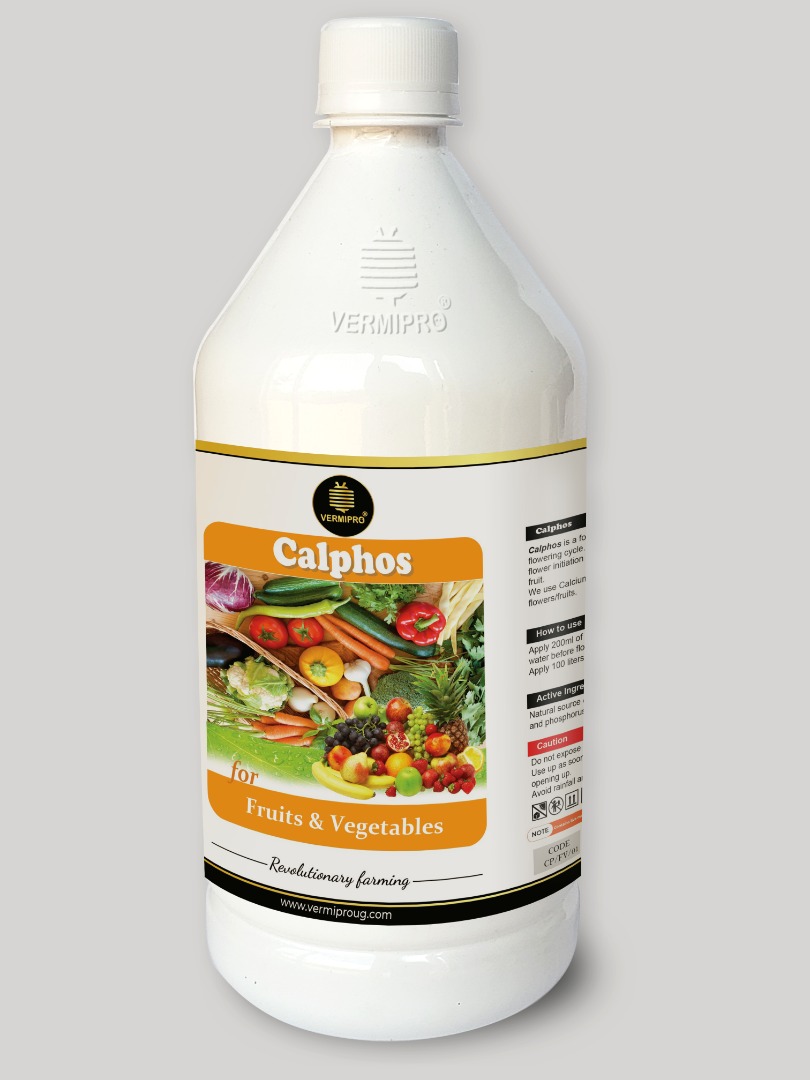 VERMIPRO®
VERMIPRO®
Calphos
for
Fruits & Vegetables
Revolutionary farming
www.vermiproug.com
Calphos
Calphos is a fo
flowering cycle.
flower initiation
fruit.
We use Calcium
flowers/fruits.
How to use
Apply 200ml of
water before flo
Apply 100 liters
Active Ingre
Natural source
and phosphorus
Caution
Do not expose
Use up as soon
opening up.
Avoid rainfall
NOTE
CODE
CP/FV/01